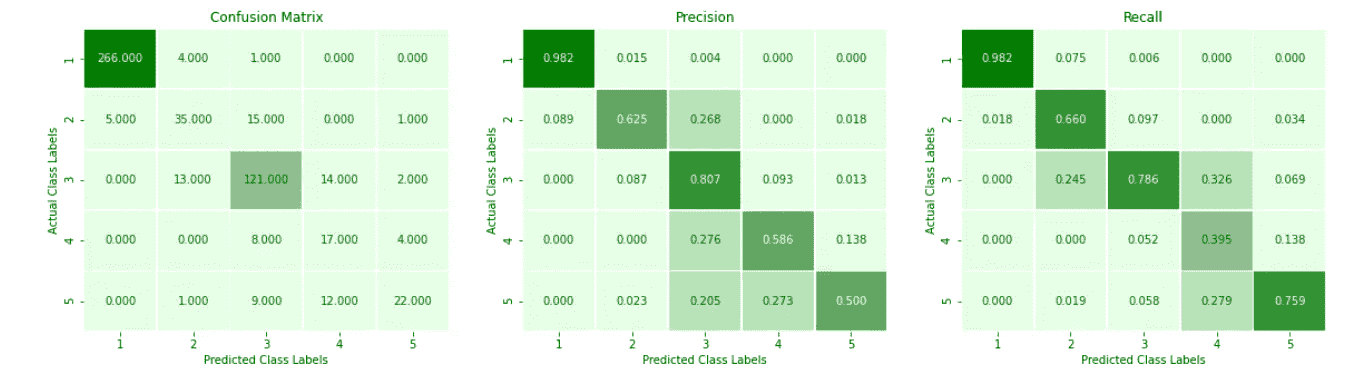 Confusion Matrix
Precision
Recall
Actual Class Labels
1
266.000 4.000 1.000 0.000 0.000
2
5.000 35.000 15.000 0.000 1.000
3
0.000 13.000 121.000 14.000 2.000
4
0.000 0.000 8.000 17.000 4.000
5
0.000 1.000 9.000 12.000 22.000
1 2 3 4 5
Predicted Class Labels
Actual Class Labels
1
0.982 0.015 0.004 0.000 0.000
2
0.089 0.625 0.268 0.000 0.018
3
0.000 0.087 0.807 0.093 0.013
4
0.000 0.000 0.276 0.586 0.138
5
0.000 0.023 0.205 0.273 0.500
1 2 3 4 5
Predicted Class Labels
Actual Class Labels
1
0.982 0.075 0.006 0.000 0.000
2
0.018 0.660 0.097 0.000 0.034
3
0.000 0.245 0.786 0.326 0.069
4
0.000 0.000 0.052 0.395 0.138
5
0.000 0.019 0.058 0.279 0.759
1 2 3 4 5
Predicted Class Labels